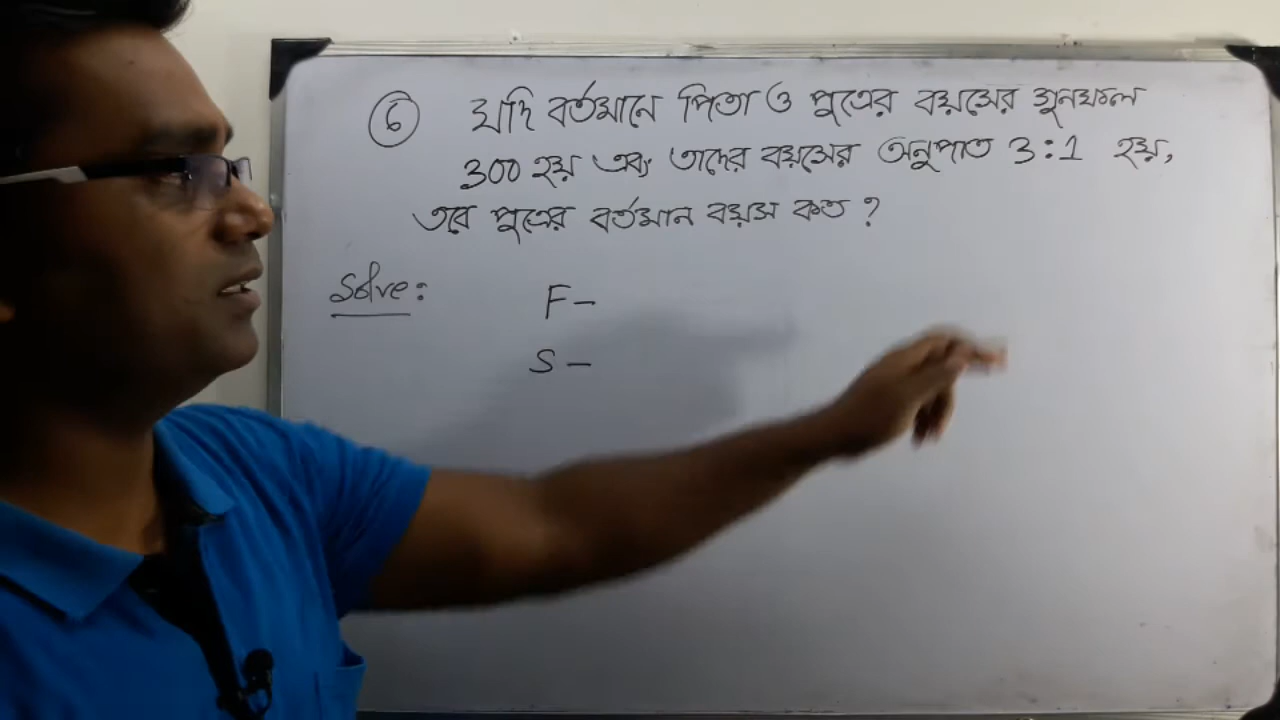 ৬ যদি বর্তমানে পিতা ও পুত্রের বয়সের গুনফল
300 হয় এবং তাদের বয়সের অনুপাত 3:1 হয়,
তবে পুত্রের বর্তমান বয়স কত ?
Solve:
F-
S-